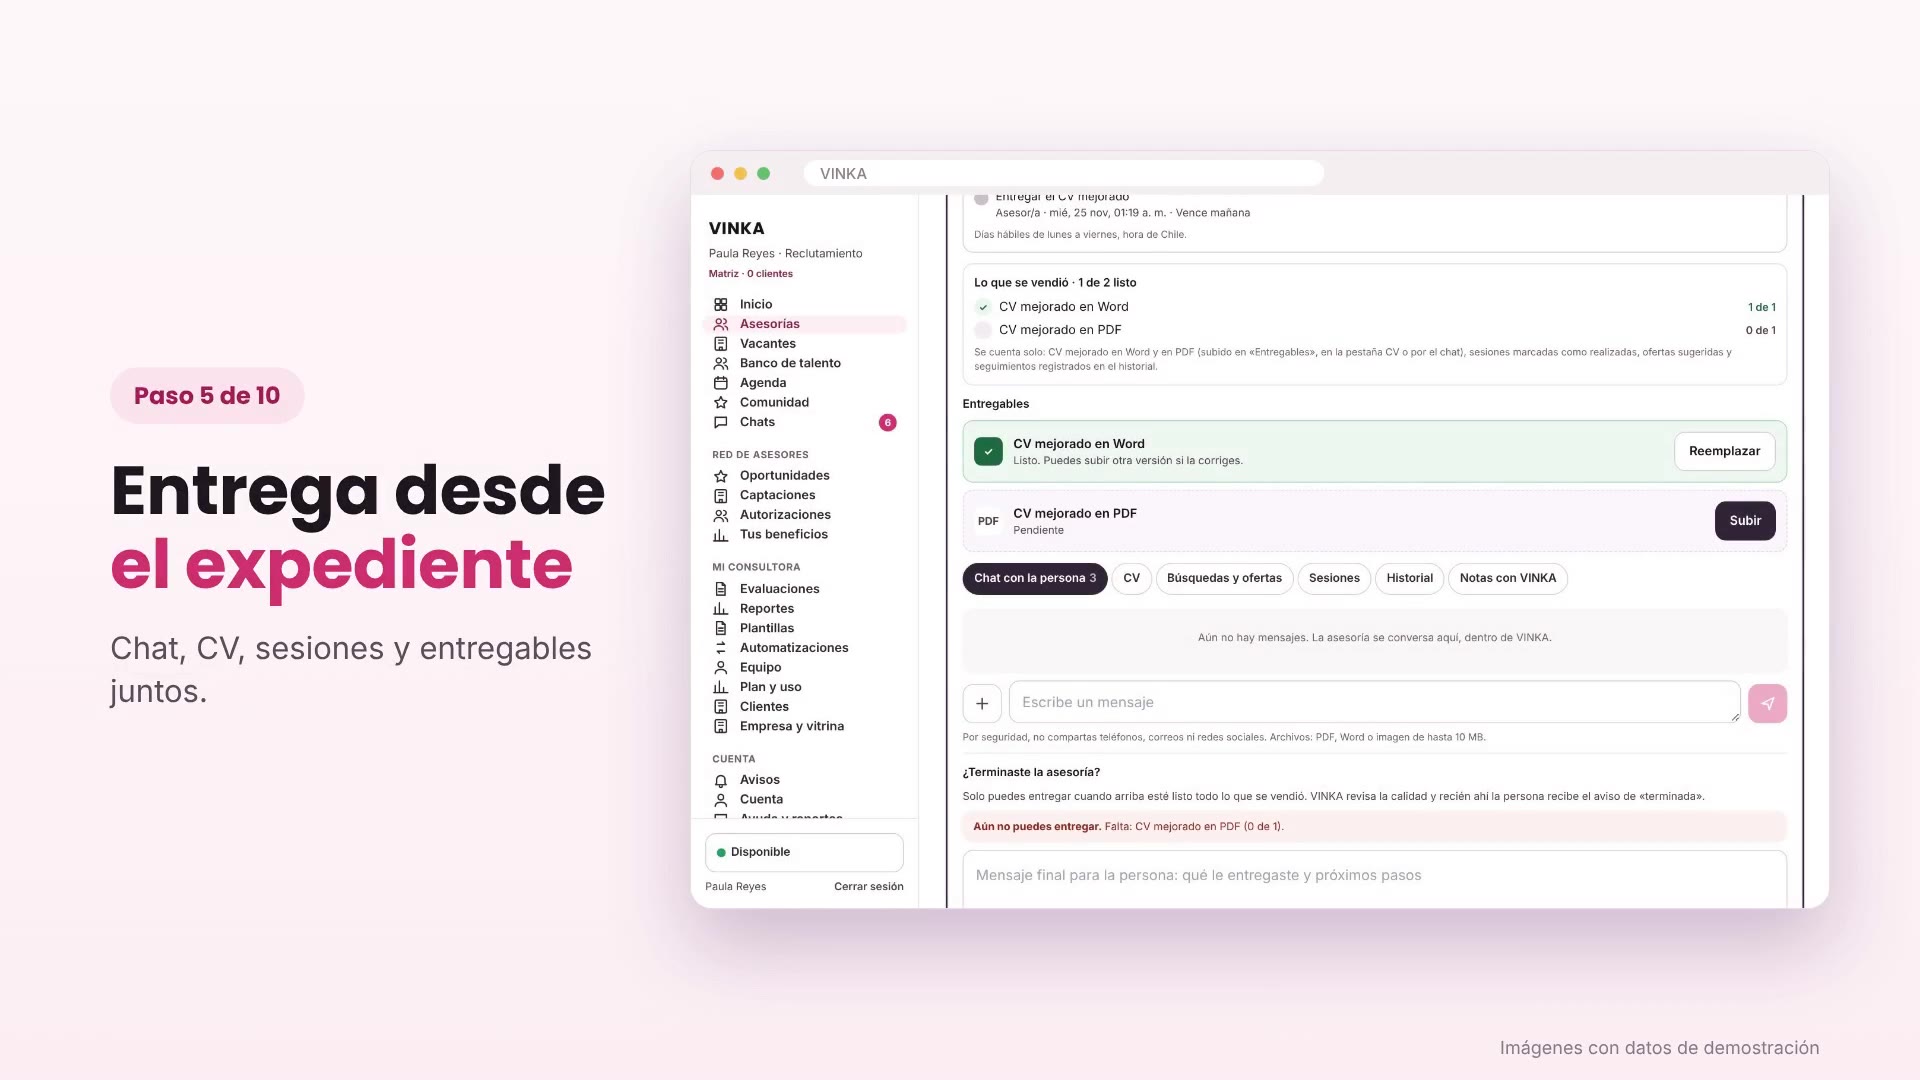 Paso 5 de 10
Entrega desde
el expediente
Chat, CV, sesiones y entregables
juntos.
VINKA
VINKA
Paula Reyes · Reclutamiento
Matriz · 0 clientes
Inicio
Asesorías
Vacantes
Banco de talento
Agenda
Comunidad
Chats 6
RED DE ASESORES
Oportunidades
Captaciones
Autorizaciones
Tus beneficios
MI CONSULTORA
Evaluaciones
Reportes
Plantillas
Automatizaciones
Equipo
Plan y uso
Clientes
Empresa y vitrina
CUENTA
Avisos
Cuenta
Ayuda y reportes
Disponible
Paula Reyes Cerrar sesión
Entregar el CV mejorado
Asesor/a · mié, 25 nov, 01:19 a. m. · Vence mañana
Días hábiles de lunes a viernes, hora de Chile.
Lo que se vendió · 1 de 2 listo
CV mejorado en Word 1 de 1
CV mejorado en PDF 0 de 1
Se cuenta solo: CV mejorado en Word y en PDF (subido en «Entregables», en la pestaña CV o por el chat), sesiones marcadas como realizadas, ofertas sugeridas y
seguimientos registrados en el historial.
Entregables
CV mejorado en Word
Listo. Puedes subir otra versión si la corriges.
Reemplazar
PDF
CV mejorado en PDF
Pendiente
Subir
Chat con la persona 3 CV Búsquedas y ofertas Sesiones Historial Notas con VINKA
Aún no hay mensajes. La asesoría se conversa aquí, dentro de VINKA.
Escribe un mensaje
Por seguridad, no compartas teléfonos, correos ni redes sociales. Archivos: PDF, Word o imagen de hasta 10 MB.
¿Terminaste la asesoría?
Solo puedes entregar cuando arriba esté listo todo lo que se vendió. VINKA revisa la calidad y recién ahí la persona recibe el aviso de «terminada».
Aún no puedes entregar. Falta: CV mejorado en PDF (0 de 1).
Mensaje final para la persona: qué le entregaste y próximos pasos
Imágenes con datos de demostración